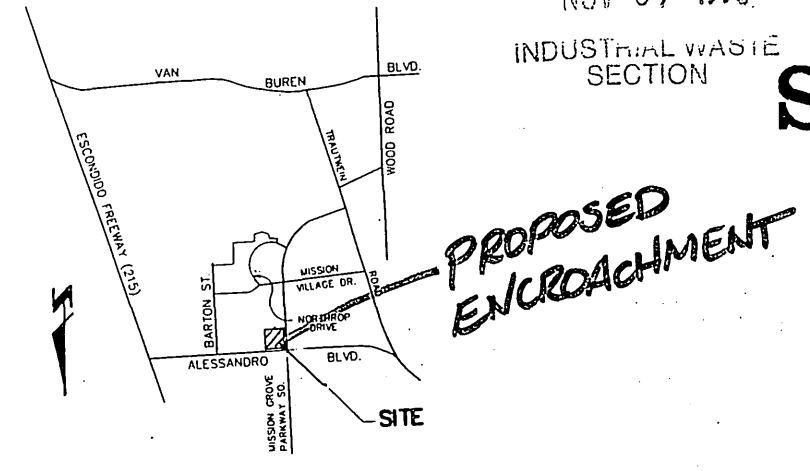 INDUSTRIAL WASTE
SECTION
S
VAN BUREN BLVD.
ESCONDIDO FREEWAY (215)
TRAUTWEIN
WOOD ROAD
PROPOSED
ENCROACHMENT
BARTON ST.
MISSION
VILLAGE DR.
RD.
NORTHROP
DRIVE
ALESSANDRO BLVD.
MISSION GROVE
PARKWAY SO.
SITE